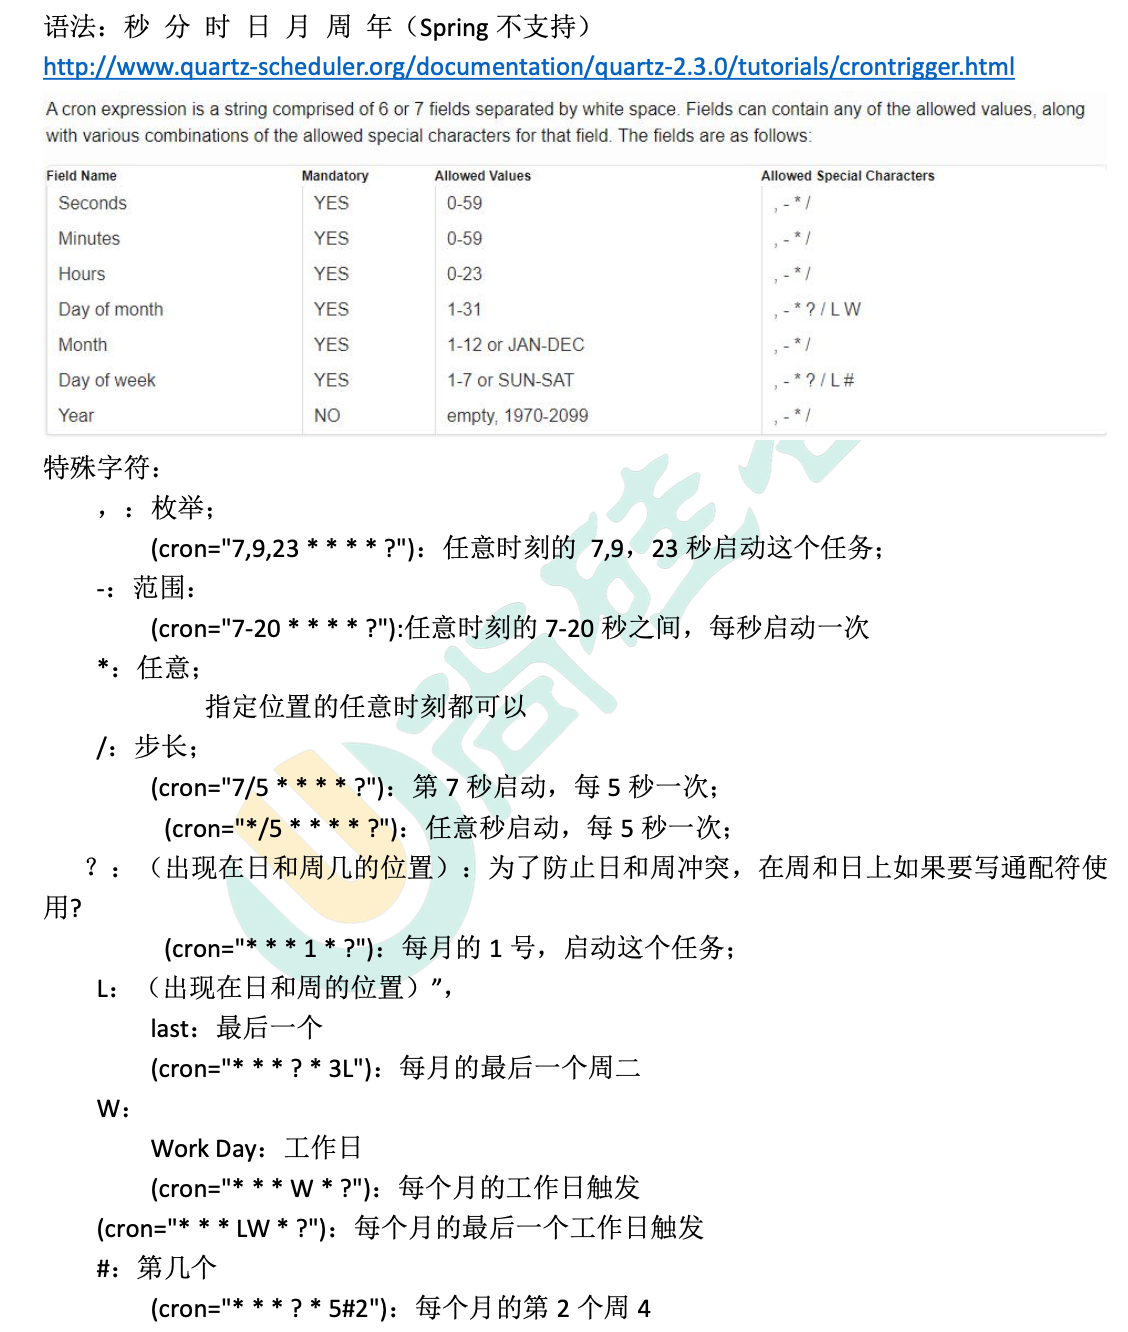 语法：秒 分 时 日 月 周 年（Spring 不支持）
http://www.quartz-scheduler.org/documentation/quartz-2.3.0/tutorials/crontrigger.html
A cron expression is a string comprised of 6 or 7 fields separated by white space. Fields can contain any of the allowed values, along
with various combinations of the allowed special characters for that field. The fields are as follows:
Field Name Mandatory Allowed Values Allowed Special Characters
Seconds YES 0-59 , - * /
Minutes YES 0-59 , - * /
Hours YES 0-23 , - * /
Day of month YES 1-31 , - * ? / L W
Month YES 1-12 or JAN-DEC , - * /
Day of week YES 1-7 or SUN-SAT , - * ? / L #
Year NO empty, 1970-2099 , - * /
特殊字符：
，：枚举；
(cron="7,9,23 * * * * ?")：任意时刻的 7,9，23 秒启动这个任务；
-：范围：
(cron="7-20 * * * * ?"):任意时刻的 7-20 秒之间，每秒启动一次
*：任意；
指定位置的任意时刻都可以
/：步长；
(cron="7/5 * * * * ?")：第 7 秒启动，每 5 秒一次；
(cron="*/5 * * * * ?")：任意秒启动，每 5 秒一次；
？：（出现在日和周几的位置）：为了防止日和周冲突，在周和日上如果要写通配符使
用?
(cron="* * * 1 * ?")：每月的 1 号，启动这个任务；
L：（出现在日和周的位置）”，
last：最后一个
(cron="* * * ? * 3L")：每月的最后一个周二
W：
Work Day：工作日
(cron="* * * W * ?")：每个月的工作日触发
(cron="* * * LW * ?")：每个月的最后一个工作日触发
#：第几个
(cron="* * * ? * 5#2")：每个月的第 2 个周 4
尚硅谷